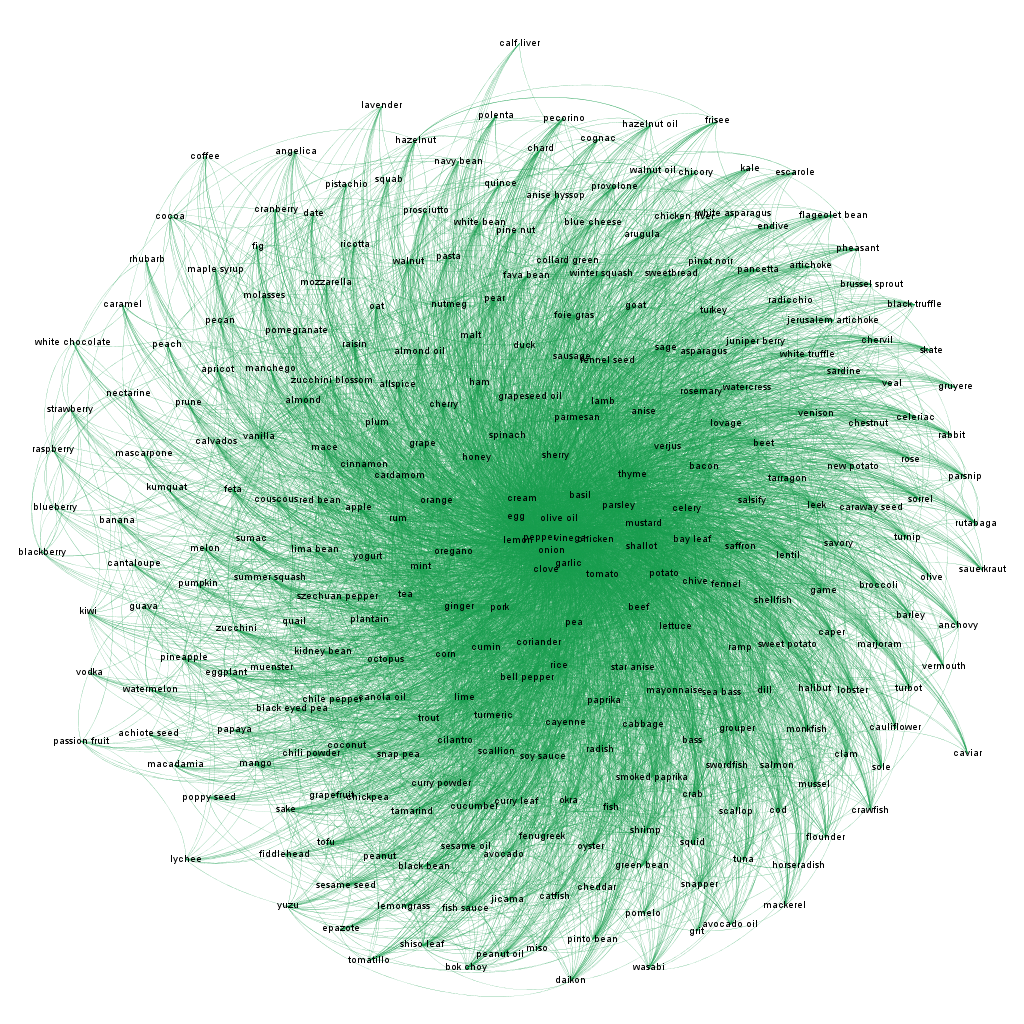 calf liver
lavender
polenta
pecorino
hazelnut oil
frisee
hazelnut
cognac
chard
coffee
angelica
navy bean
walnut oil
chicory
kale
escarole
pistachio
squab
quince
anise hyssop
provolone
cranberry
date
prosciutto
white bean
pine nut
blue cheese
chicken liver
white asparagus
flageolet bean
cocoa
endive
arugula
fig
ricotta
pasta
walnut
collard green
pinot noir
pheasant
rhubarb
maple syrup
mozzarella
fava bean
winter squash
sweetbread
pancetta
artichoke
brussel sprout
molasses
pear
caramel
oat
nutmeg
goat
turkey
radicchio
black truffle
pecan
pomegranate
malt
foie gras
jerusalem artichoke
white chocolate
peach
raisin
almond oil
duck
sausage
fennel seed
sage
asparagus
juniper berry
white truffle
chervil
skate
apricot
manchego
zucchini blossom
allspice
ham
sardine
nectarine
prune
almond
cherry
grapeseed oil
lamb
rosemary
watercress
veal
gruyere
strawberry
calvados
vanilla
plum
parmesan
anise
lovage
venison
chestnut
celeriac
raspberry
mascarpone
mace
grape
spinach
verjus
beet
rabbit
kumquat
feta
cinnamon
cardamom
honey
sherry
thyme
bacon
tarragon
new potato
rose
parsnip
blueberry
couscous
red bean
apple
orange
cream
basil
parsley
celery
salsify
leek
caraway seed
sorrel
banana
rum
egg
olive oil
mustard
rutabaga
blackberry
melon
sumac
lima bean
yogurt
oregano
lemon
pepper
vinegar
chicken
onion
shallot
bay leaf
saffron
lentil
savory
turnip
cantaloupe
mint
clove
garlic
tomato
potato
chive
fennel
sauerkraut
pumpkin
summer squash
szechuan pepper
tea
shellfish
game
broccoli
olive
kiwi
guava
quail
plantain
ginger
pork
beef
barley
zucchini
pea
lettuce
caper
anchovy
pineapple
muenster
kidney bean
octopus
corn
cumin
coriander
ramp
sweet potato
marjoram
vodka
eggplant
rice
star anise
vermouth
watermelon
black eyed pea
chile pepper
canola oil
lime
bell pepper
mayonnaise
sea bass
dill
halibut
lobster
turbot
achiote seed
papaya
trout
turmeric
cayenne
paprika
cabbage
grouper
monkfish
cauliflower
passion fruit
chili powder
coconut
snap pea
cilantro
scallion
soy sauce
radish
bass
clam
caviar
macadamia
mango
curry powder
smoked paprika
swordfish
salmon
sole
poppy seed
sake
grapefruit
chickpea
tamarind
cucumber
curry leaf
okra
fish
crab
scallop
cod
mussel
crawfish
lychee
fiddlehead
tofu
peanut
black bean
sesame oil
avocado
fenugreek
oyster
shrimp
squid
tuna
flounder
horseradish
sesame seed
green bean
yuzu
lemongrass
fish sauce
jicama
catfish
cheddar
snapper
mackerel
epazote
pomelo
avocado oil
grit
tomatillo
shiso leaf
bok choy
peanut oil
miso
pinto bean
daikon
wasabi